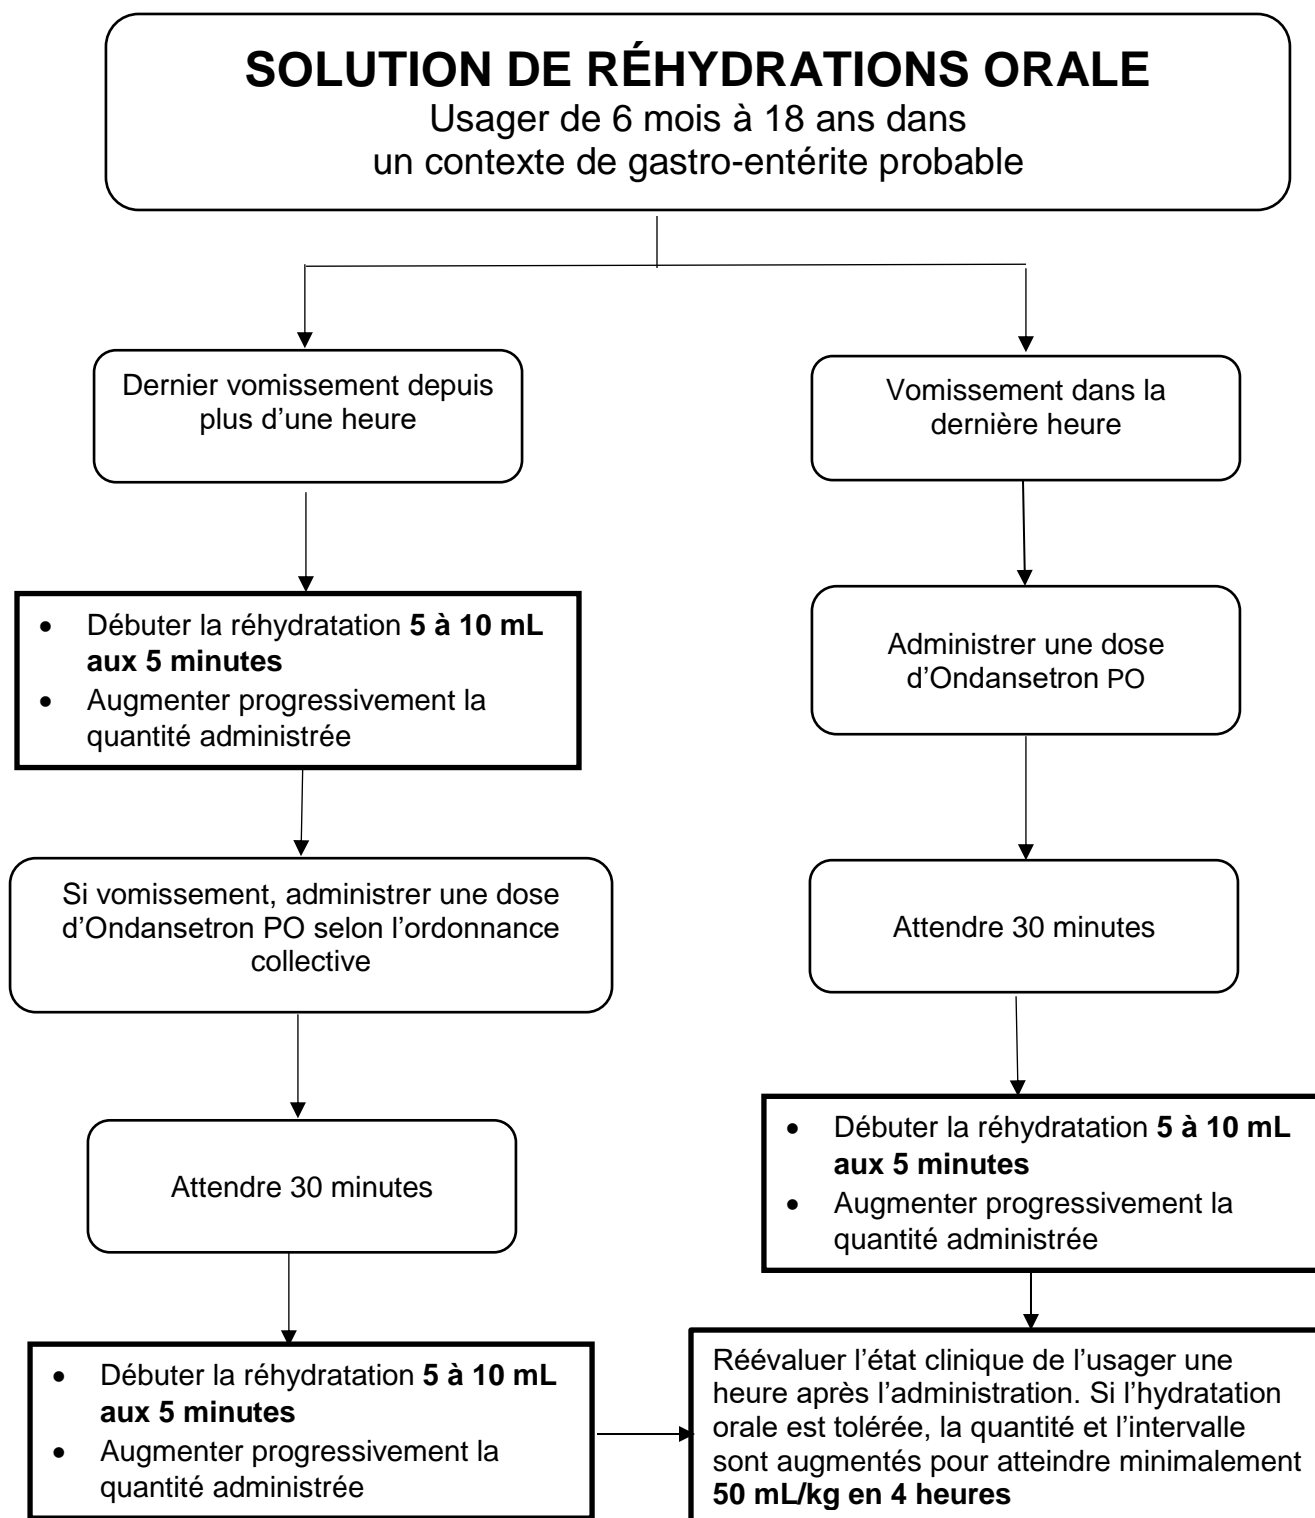 SOLUTION DE RÉHYDRATIONS ORALE
Usager de 6 mois à 18 ans dans
un contexte de gastro-entérite probable
Dernier vomissement depuis
plus d’une heure
Vomissement dans la
dernière heure
• Débuter la réhydratation 5 à 10 mL
aux 5 minutes
• Augmenter progressivement la
quantité administrée
Administrer une dose
d’Ondansetron PO
Si vomissement, administrer une dose
d’Ondansetron PO selon l’ordonnance
collective
Attendre 30 minutes
Attendre 30 minutes
• Débuter la réhydratation 5 à 10 mL
aux 5 minutes
• Augmenter progressivement la
quantité administrée
• Débuter la réhydratation 5 à 10 mL
aux 5 minutes
• Augmenter progressivement la
quantité administrée
Réévaluer l’état clinique de l’usager une
heure après l’administration. Si l’hydratation
orale est tolérée, la quantité et l’intervalle
sont augmentés pour atteindre minimalement
50 mL/kg en 4 heures